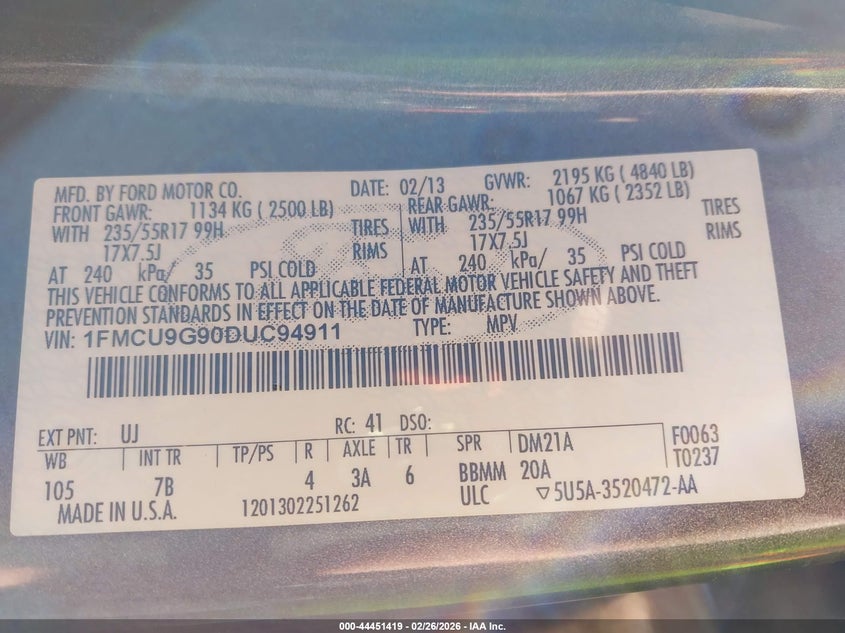 MFD. BY FORD MOTOR CO. DATE: 02/13 GVWR: 2195 KG ( 4840 LB)
FRONT GAWR: 1134 KG ( 2500 LB) REAR GAWR: 1067 KG ( 2352 LB)
WITH 235/55R17 99H TIRES WITH 235/55R17 99H TIRES
17X7.5J RIMS 17X7.5J RIMS
AT 240 kPa/ 35 PSI COLD AT 240 kPa/ 35 PSI COLD
THIS VEHICLE CONFORMS TO ALL APPLICABLE FEDERAL MOTOR VEHICLE SAFETY AND THEFT
PREVENTION STANDARDS IN EFFECT ON THE DATE OF MANUFACTURE SHOWN ABOVE.
VIN: 1FMCU9G90DUC94911 TYPE: MPV
EXT PNT: UJ RC: 41 DSO:
WB INT TR TP/PS R AXLE TR SPR DM21A F0063
105 7B 4 3A 6 BBMM 20A T0237
MADE IN U.S.A. 1201302251262 ULC ▽5U5A-3520472-AA
000-44451419 | 02/26/2026 - IAA Inc.